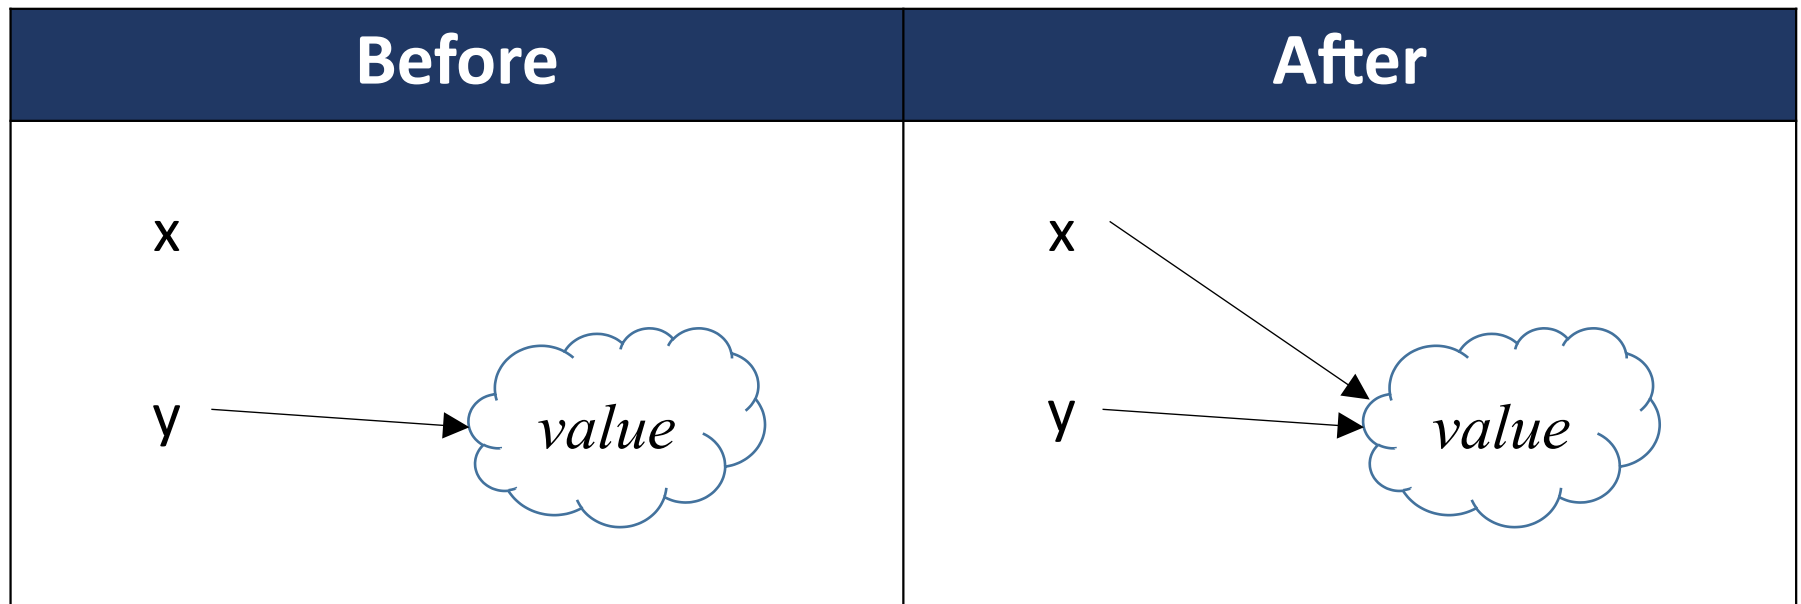 Before
After
x
y
value
x
y
value